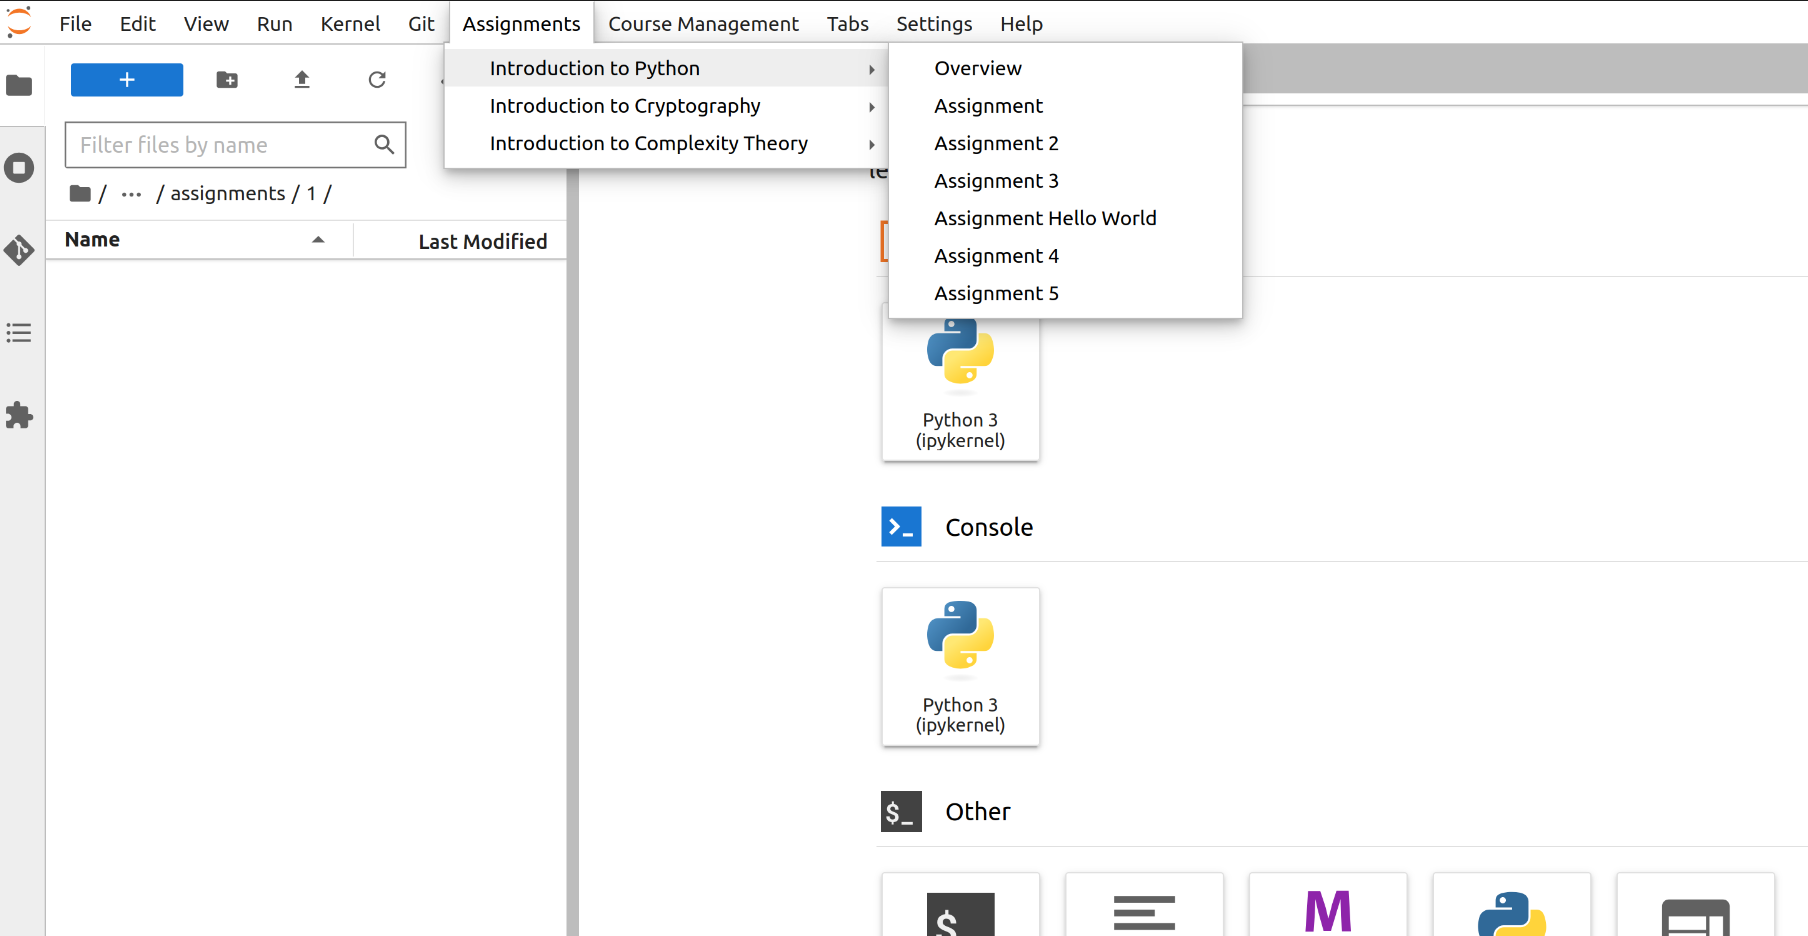 File Edit View Run Kernel Git Assignments Course Management Tabs Settings Help
Introduction to Python
Introduction to Cryptography
Introduction to Complexity Theory
Overview
Assignment
Assignment 2
Assignment 3
Assignment Hello World
Assignment 4
Assignment 5
+
Filter files by name
/ ... / assignments / 1 /
Name Last Modified
Python 3
(ipykernel)
>_ Console
Python 3
(ipykernel)
$_ Other
$_
M